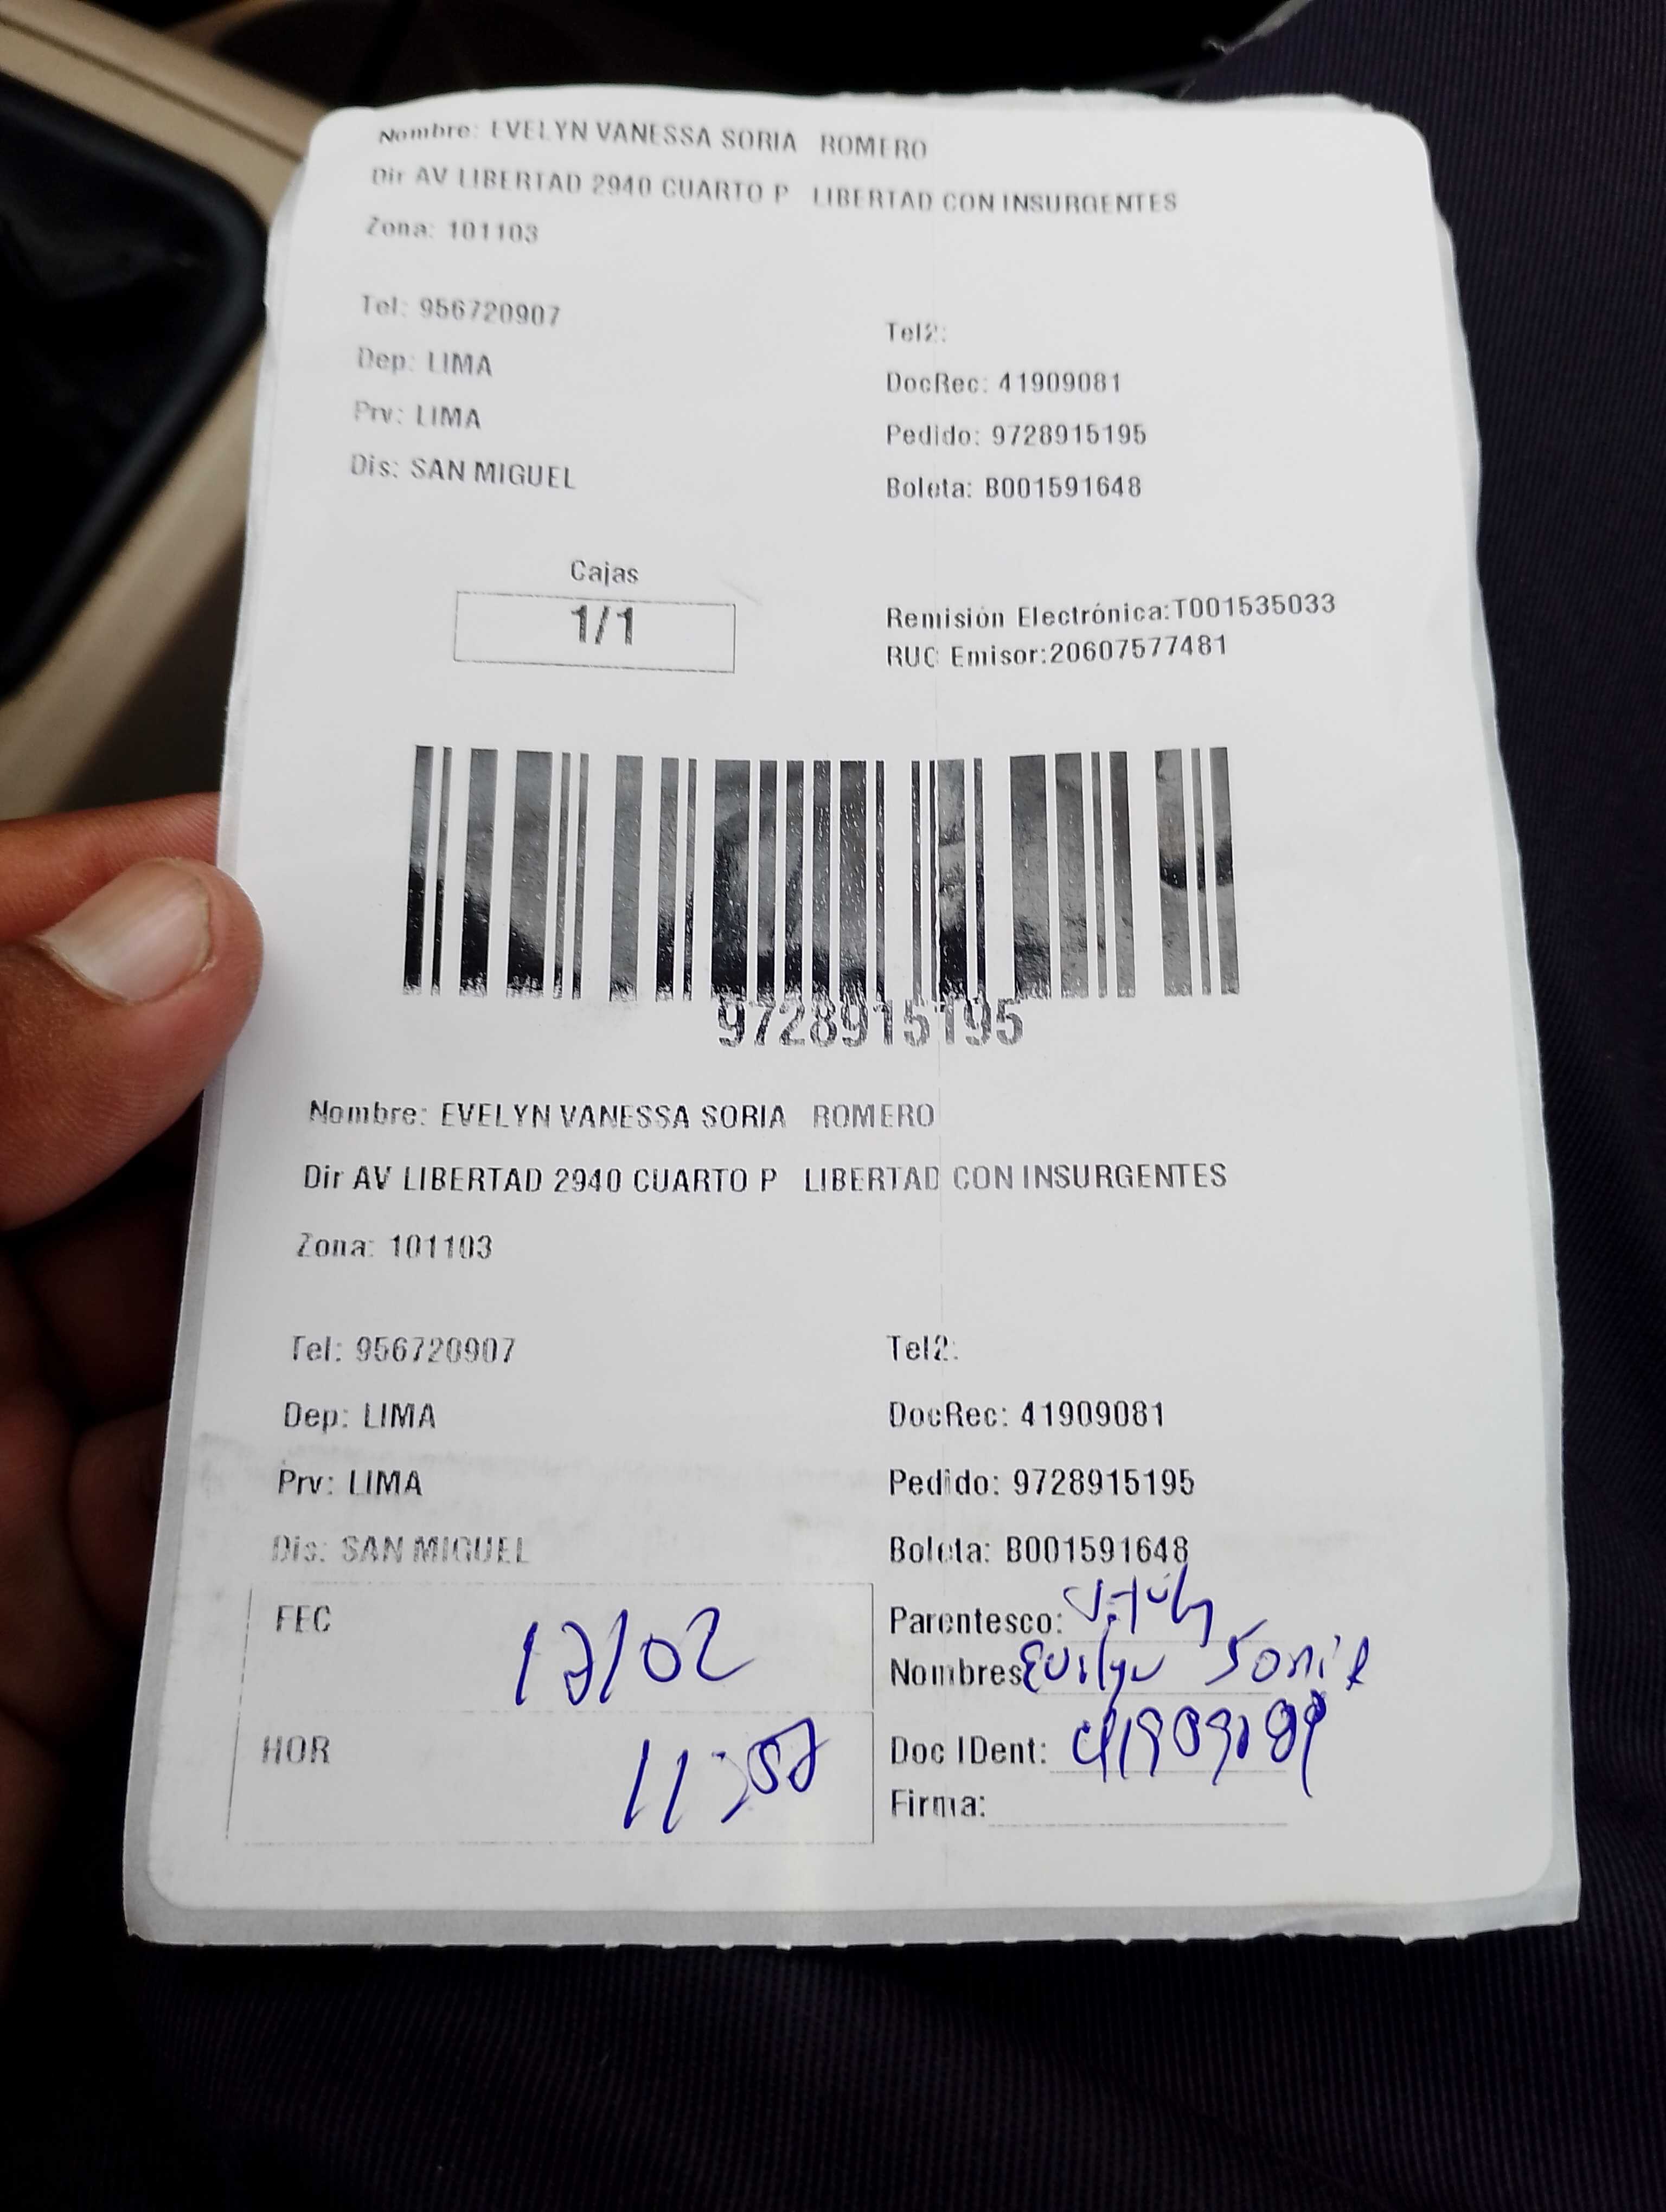 Nombre: EVELYN VANESSA SORIA ROMERO
Dir AV LIBERTAD 2940 CUARTO P LIBERTAD CON INSURGENTES
Zona: 101103
Tel: 956720907
Tel2:
Dep: LIMA
DocRec: 41909081
Prv: LIMA
Pedido: 9728915195
Dis: SAN MIGUEL
Boleta: B001591648
Cajas
1/1
Remisión Electrónica:T001535033
RUC Emisor:20607577481
9728915195
Nombre: EVELYN VANESSA SORIA ROMERO
Dir AV LIBERTAD 2940 CUARTO P LIBERTAD CON INSURGENTES
Zona: 101103
Tel: 956720907
Tel2:
Dep: LIMA
DocRec: 41909081
Prv: LIMA
Pedido: 9728915195
Dis: SAN MIGUEL
Boleta: B001591648
FEC
Parentesco:
Nombres Evelyn Soria
HOR
Doc IDent:
Firma: